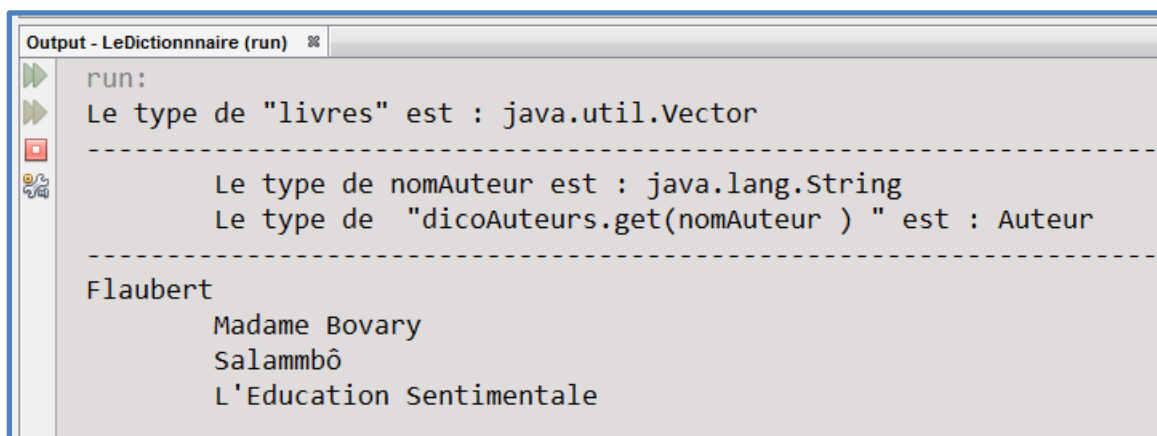 Output - LeDictionnnaire (run)
run:
Le type de "livres" est : java.util.Vector
-------------------------------------------------------------------
Le type de nomAuteur est : java.lang.String
Le type de  "dicoAuteurs.get(nomAuteur ) " est : Auteur
-------------------------------------------------------------------
Flaubert
Madame Bovary
Salammbô
L'Education Sentimentale